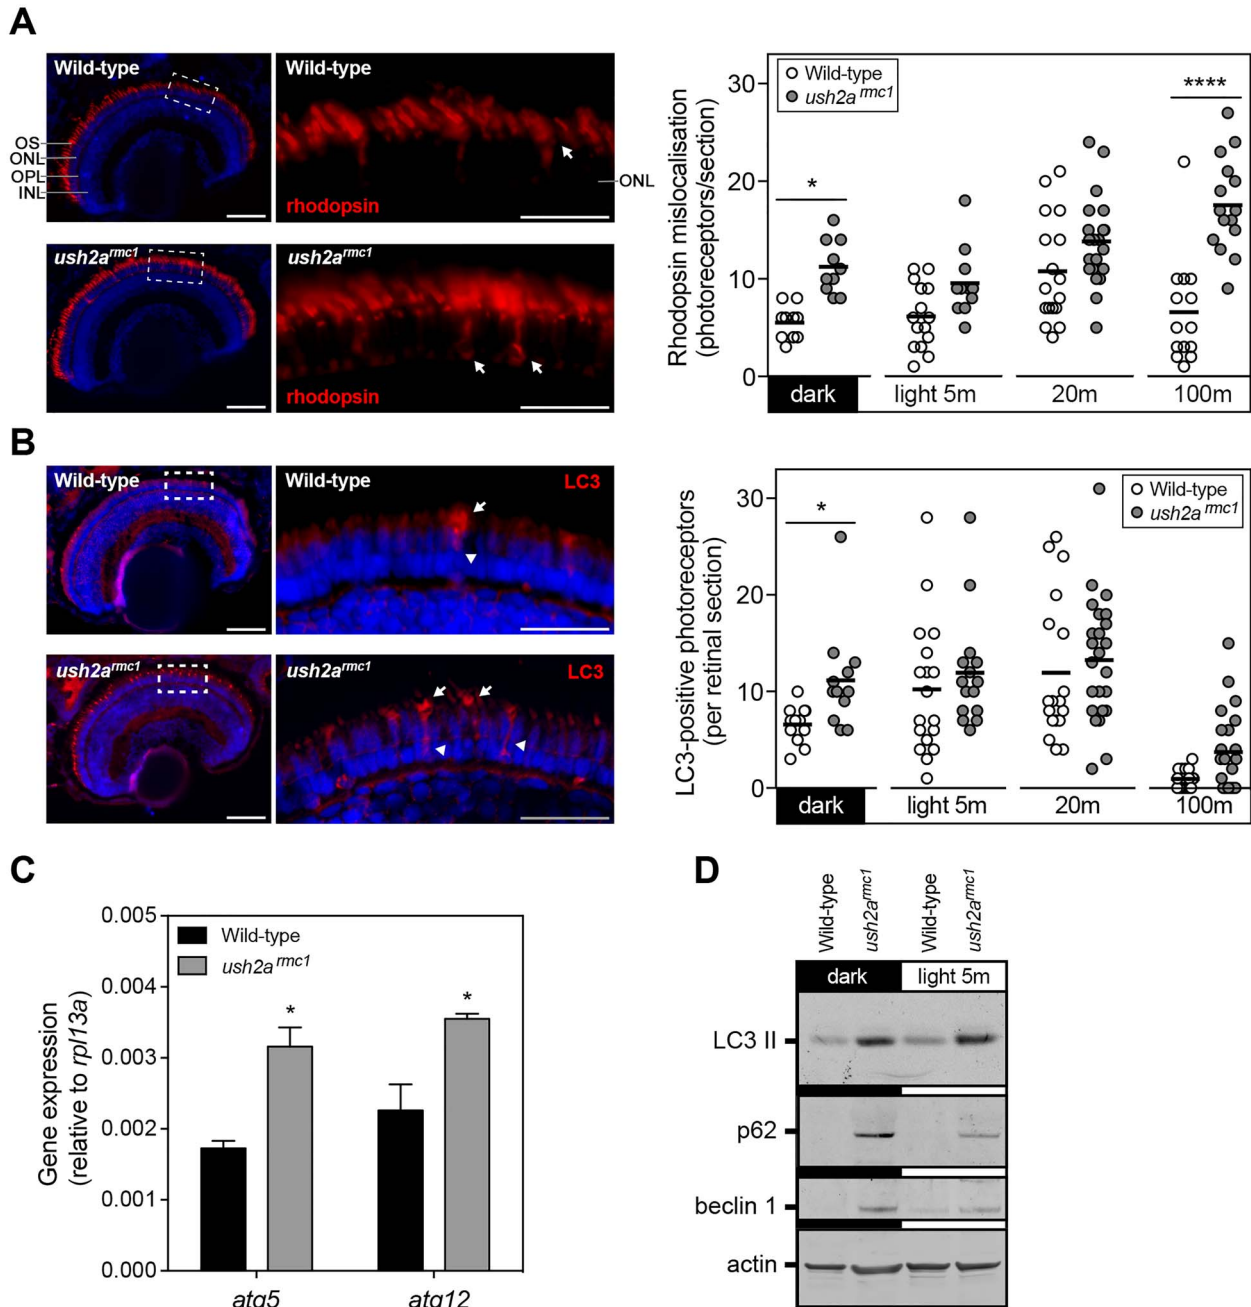 A
Wild-type
Wild-type
OS
ONL
OPL
INL
ONL
rhodopsin
ush2a^rmc1
ush2a^rmc1
rhodopsin
Rhodopsin mislocalisation
(photoreceptors/section)
30
20
10
0
Wild-type
ush2a^rmc1
*
****
dark
light 5m
20m
100m
B
Wild-type
Wild-type
LC3
ush2a^rmc1
ush2a^rmc1
LC3
LC3-positive photoreceptors
(per retinal section)
30
20
10
0
Wild-type
ush2a^rmc1
*
dark
light 5m
20m
100m
C
Gene expression
(relative to rpl13a)
0.005
0.004
0.003
0.002
0.001
0.000
Wild-type
ush2a^rmc1
*
*
atg5
atg12
D
Wild-type
ush2a^rmc1
Wild-type
ush2a^rmc1
dark
light 5m
LC3 II
p62
beclin 1
actin